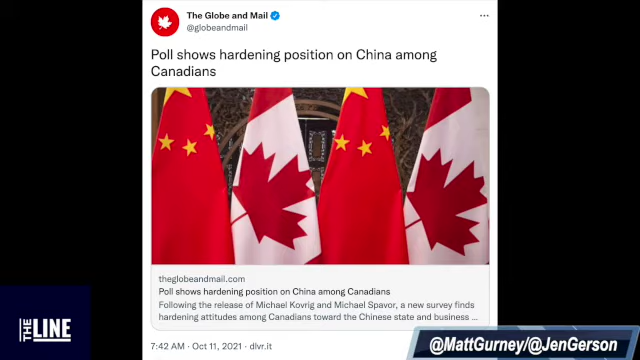 The Globe and Mail
@globeandmail
Poll shows hardening position on China among
Canadians
theglobeandmail.com
Poll shows hardening position on China among Canadians
Following the release of Michael Kovrig and Michael Spavor, a new survey finds
hardening attitudes among Canadians toward the Chinese state and business ...
7:42 AM · Oct 11, 2021 · dlvr.it
THE LINE
@MattGurney/@JenGerson